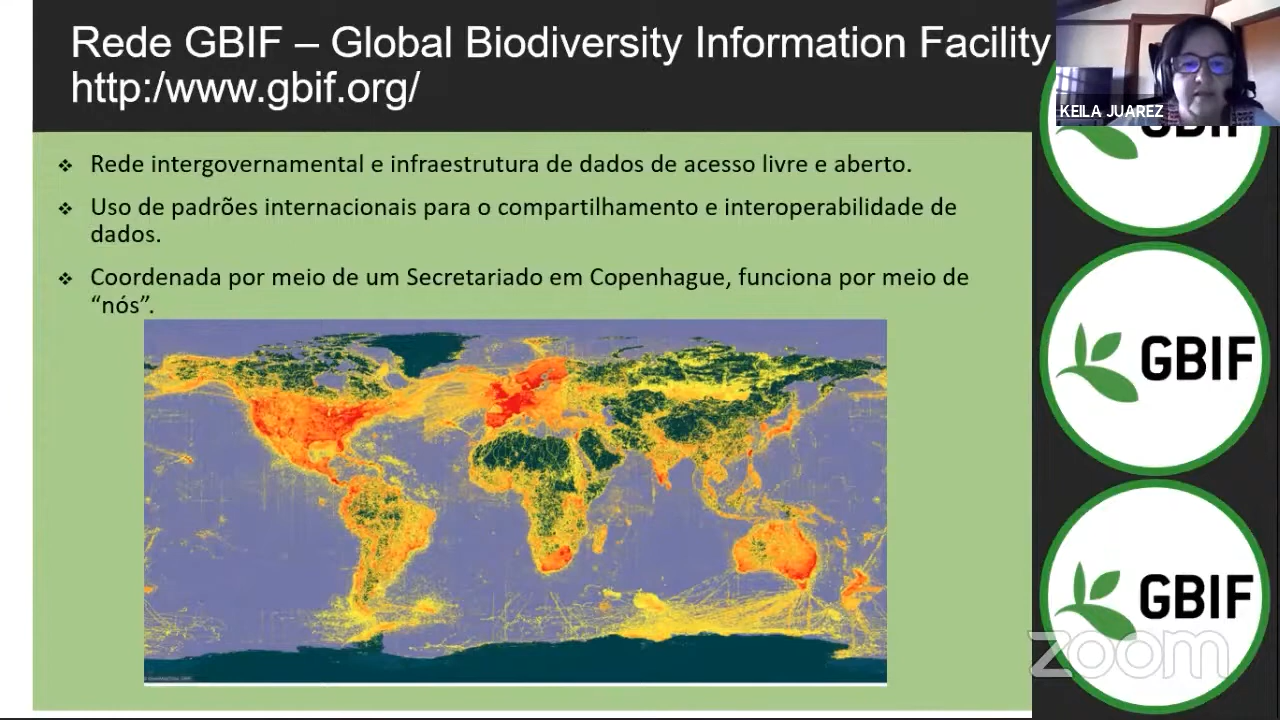 Rede GBIF – Global Biodiversity Information Facility
http:/www.gbif.org/
KEILA JUAREZ
GBIF
❖ Rede intergovernamental e infraestrutura de dados de acesso livre e aberto.
❖ Uso de padrões internacionais para o compartilhamento e interoperabilidade de
dados.
❖ Coordenada por meio de um Secretariado em Copenhague, funciona por meio de
“nós”.
GBIF
GBIF
zoom